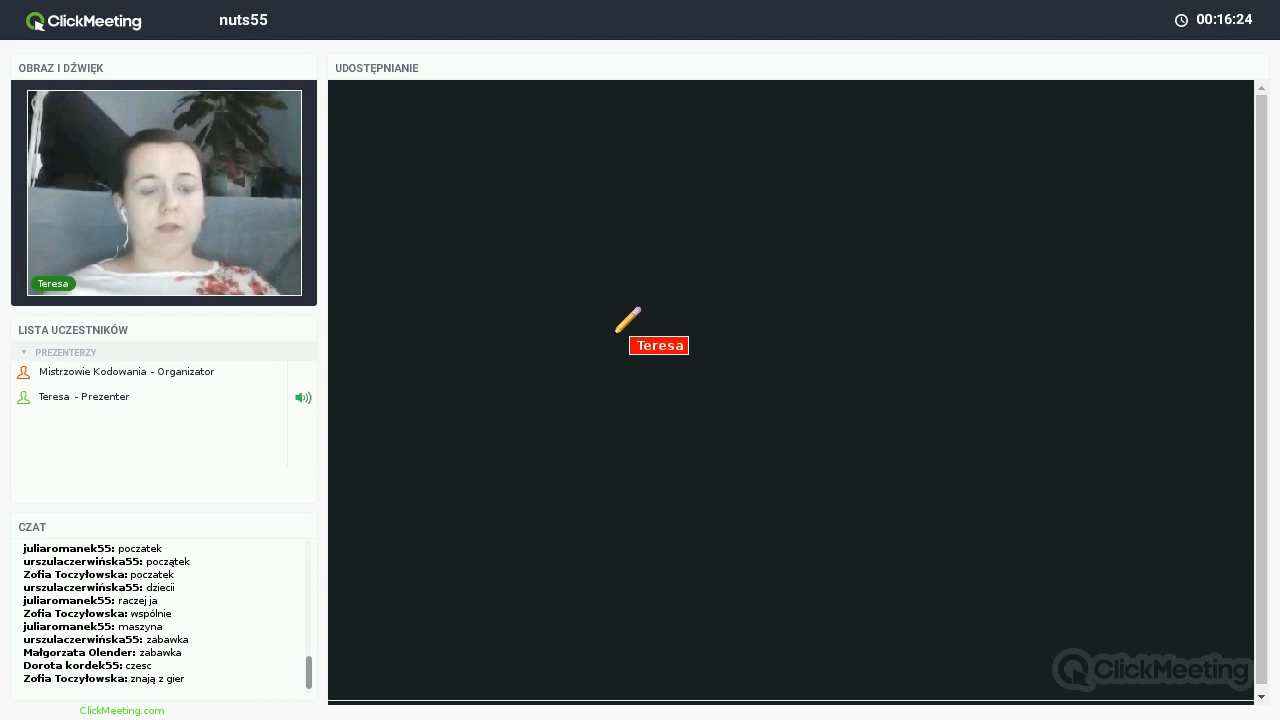 ClickMeeting
nuts55
00:16:24
OBRAZ I DŹWIĘK
Teresa
LISTA UCZESTNIKÓW
PREZENTERZY
Mistrzowie Kodowania - Organizator
Teresa - Prezenter
CZAT
juliaromanek55: poczatek
urszulaczerwińska55: początek
Zofia Toczyłowska: poczatek
urszulaczerwińska55: dziecii
juliaromanek55: raczej ja
Zofia Toczyłowska: wspólnie
juliaromanek55: maszyna
urszulaczerwińska55: zabawka
Małgorzata Olender: zabawka
Dorota kordek55: czesc
Zofia Toczyłowska: znają z gier
ClickMeeting.com
UDOSTĘPNIANIE
Teresa
ClickMeeting